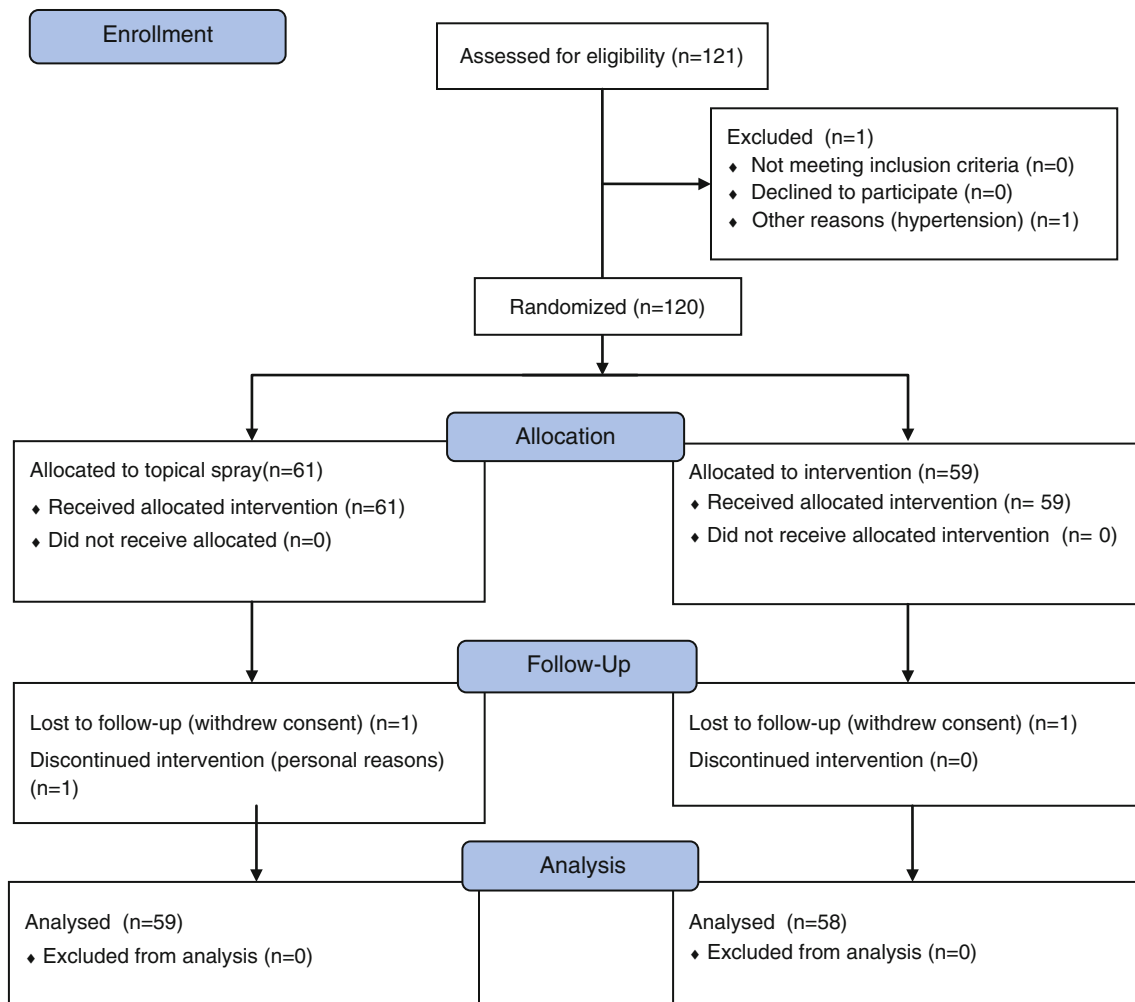 Enrollment
Assessed for eligibility (n=121)
Excluded (n=1)
♦ Not meeting inclusion criteria (n=0)
♦ Declined to participate (n=0)
♦ Other reasons (hypertension) (n=1)
Randomized (n=120)
Allocation
Allocated to topical spray(n=61)
♦ Received allocated intervention (n=61)
♦ Did not receive allocated (n=0)
Allocated to intervention (n=59)
♦ Received allocated intervention (n= 59)
♦ Did not receive allocated intervention (n= 0)
Follow-Up
Lost to follow-up (withdrew consent) (n=1)
Discontinued intervention (personal reasons)
(n=1)
Lost to follow-up (withdrew consent) (n=1)
Discontinued intervention (n=0)
Analysis
Analysed (n=59)
♦ Excluded from analysis (n=0)
Analysed (n=58)
♦ Excluded from analysis (n=0)